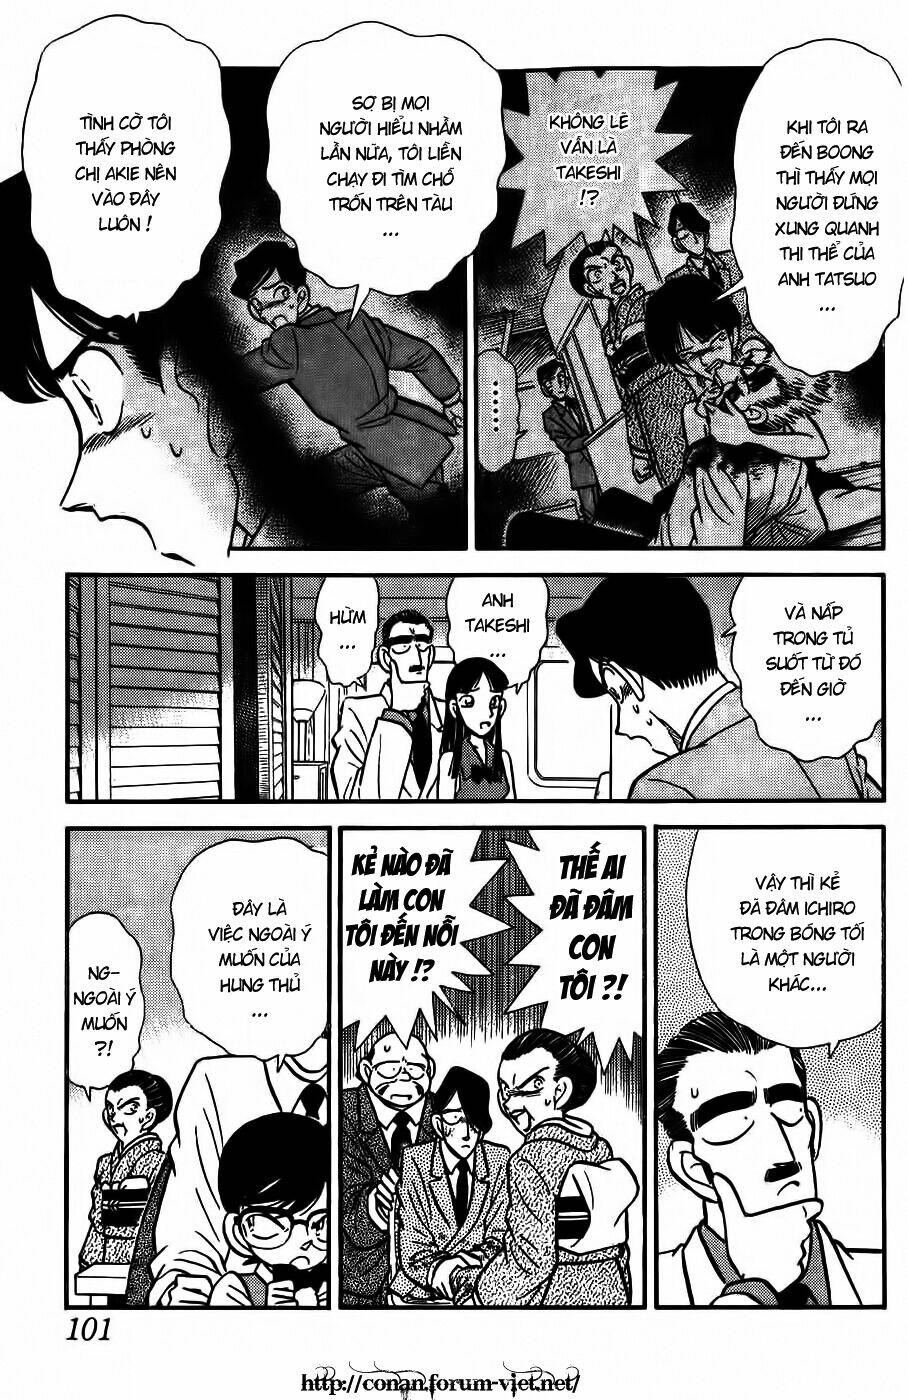 KHI TÔI RA
ĐẾN BOONG
THÌ THẤY MỌI
NGƯỜI ĐỨNG
XUNG QUANH
THI THỂ CỦA
ANH TATSUO
...
KHÔNG LẼ
VẪN LÀ
TAKESHI
!?
.......
SỢ BỊ MỌI
NGƯỜI HIỂU NHẦM
LẦN NỮA, TÔI LIỀN
CHẠY ĐI TÌM CHỖ
TRỐN TRÊN TÀU
...
TÌNH CỜ TÔI
THẤY PHÒNG
CHỊ AKIE NÊN
VÀO ĐÂY
LUÔN !
VÀ NẤP
TRONG TỦ
SUỐT TỪ ĐÓ
ĐẾN GIỜ
...
ANH
TAKESHI
...
HỪM
...
VẬY THÌ KẺ
ĐÃ ĐÂM ICHIRO
TRONG BÓNG TỐI
LÀ MỘT NGƯỜI
KHÁC...
THẾ AI
ĐÃ ĐÂM
CON
TÔI ?!
KẺ NÀO ĐÃ
LÀM CON
TÔI ĐẾN NỖI
NÀY !?
ĐÂY LÀ
VIỆC NGOÀI Ý
MUỐN CỦA
HUNG THỦ
...
NG-
NGOÀI Ý
MUỐN
?!
101
http://conan.forum-viet.net/